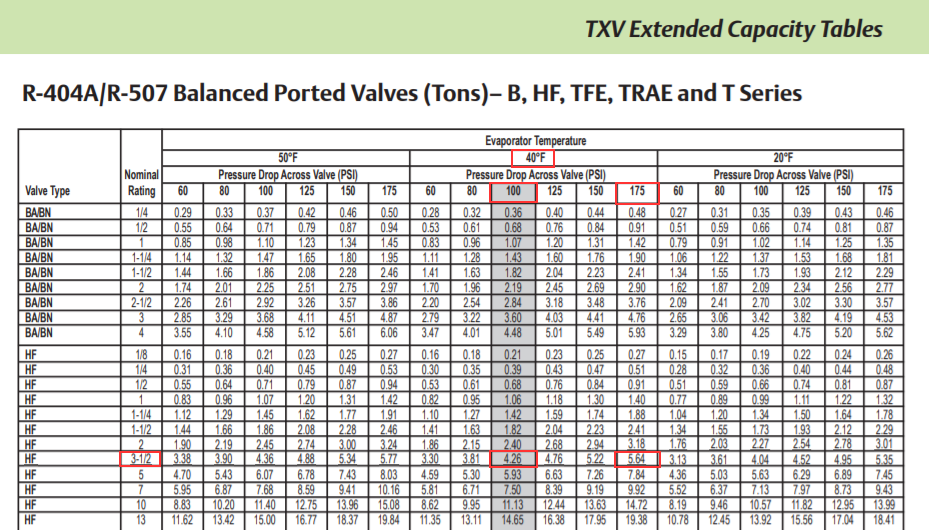 TXV Extended Capacity Tables
R-404A/R-507 Balanced Ported Valves (Tons)– B, HF, TFE, TRAE and T Series
Evaporator Temperature
50°F 40°F 20°F
Nominal Pressure Drop Across Valve (PSI) Pressure Drop Across Valve (PSI) Pressure Drop Across Valve (PSI)
Valve Type Rating 60 80 100 125 150 175 60 80 100 125 150 175 60 80 100 125 150 175
BA/BN 1/4 0.29 0.33 0.37 0.42 0.46 0.50 0.28 0.32 0.36 0.40 0.44 0.48 0.27 0.31 0.35 0.39 0.43 0.46
BA/BN 1/2 0.55 0.64 0.71 0.79 0.87 0.94 0.53 0.61 0.68 0.76 0.84 0.91 0.51 0.59 0.66 0.74 0.81 0.87
BA/BN 1 0.85 0.98 1.10 1.23 1.34 1.45 0.83 0.96 1.07 1.20 1.31 1.42 0.79 0.91 1.02 1.14 1.25 1.35
BA/BN 1-1/4 1.14 1.32 1.47 1.65 1.80 1.95 1.11 1.28 1.43 1.60 1.76 1.90 1.06 1.22 1.37 1.53 1.68 1.81
BA/BN 1-1/2 1.44 1.66 1.86 2.08 2.28 2.46 1.41 1.63 1.82 2.04 2.23 2.41 1.34 1.55 1.73 1.93 2.12 2.29
BA/BN 2 1.74 2.01 2.25 2.51 2.75 2.97 1.70 1.96 2.19 2.45 2.69 2.90 1.62 1.87 2.09 2.34 2.56 2.77
BA/BN 2-1/2 2.26 2.61 2.92 3.26 3.57 3.86 2.20 2.54 2.84 3.18 3.48 3.76 2.09 2.41 2.70 3.02 3.30 3.57
BA/BN 3 2.85 3.29 3.68 4.11 4.51 4.87 2.79 3.22 3.60 4.03 4.41 4.76 2.65 3.06 3.42 3.82 4.19 4.53
BA/BN 4 3.55 4.10 4.58 5.12 5.61 6.06 3.47 4.01 4.48 5.01 5.49 5.93 3.29 3.80 4.25 4.75 5.20 5.62
HF 1/8 0.16 0.18 0.21 0.23 0.25 0.27 0.16 0.18 0.21 0.23 0.25 0.27 0.15 0.17 0.19 0.22 0.24 0.26
HF 1/4 0.31 0.36 0.40 0.45 0.49 0.53 0.30 0.35 0.39 0.43 0.47 0.51 0.28 0.32 0.36 0.40 0.44 0.48
HF 1/2 0.55 0.64 0.71 0.79 0.87 0.94 0.53 0.61 0.68 0.76 0.84 0.91 0.51 0.59 0.66 0.74 0.81 0.87
HF 1 0.83 0.96 1.07 1.20 1.31 1.42 0.82 0.95 1.06 1.18 1.30 1.40 0.77 0.89 0.99 1.11 1.22 1.32
HF 1-1/4 1.12 1.29 1.45 1.62 1.77 1.91 1.10 1.27 1.42 1.59 1.74 1.88 1.04 1.20 1.34 1.50 1.64 1.78
HF 1-1/2 1.44 1.66 1.86 2.08 2.28 2.46 1.41 1.63 1.82 2.04 2.23 2.41 1.34 1.55 1.73 1.93 2.12 2.29
HF 2 1.90 2.19 2.45 2.74 3.00 3.24 1.86 2.15 2.40 2.68 2.94 3.18 1.76 2.03 2.27 2.54 2.78 3.01
HF 3-1/2 3.38 3.90 4.36 4.88 5.34 5.77 3.30 3.81 4.26 4.76 5.22 5.64 3.13 3.61 4.04 4.52 4.95 5.35
HF 5 4.70 5.43 6.07 6.78 7.43 8.03 4.59 5.30 5.93 6.63 7.26 7.84 4.36 5.03 5.63 6.29 6.89 7.45
HF 7 5.95 6.87 7.68 8.59 9.41 10.16 5.81 6.71 7.50 8.39 9.19 9.92 5.52 6.37 7.13 7.97 8.73 9.43
HF 10 8.83 10.20 11.40 12.75 13.96 15.08 8.62 9.95 11.13 12.44 13.63 14.72 8.19 9.46 10.57 11.82 12.95 13.99
HF 13 11.62 13.42 15.00 16.77 18.37 19.84 11.35 13.11 14.65 16.38 17.95 19.38 10.78 12.45 13.92 15.56 17.04 18.41